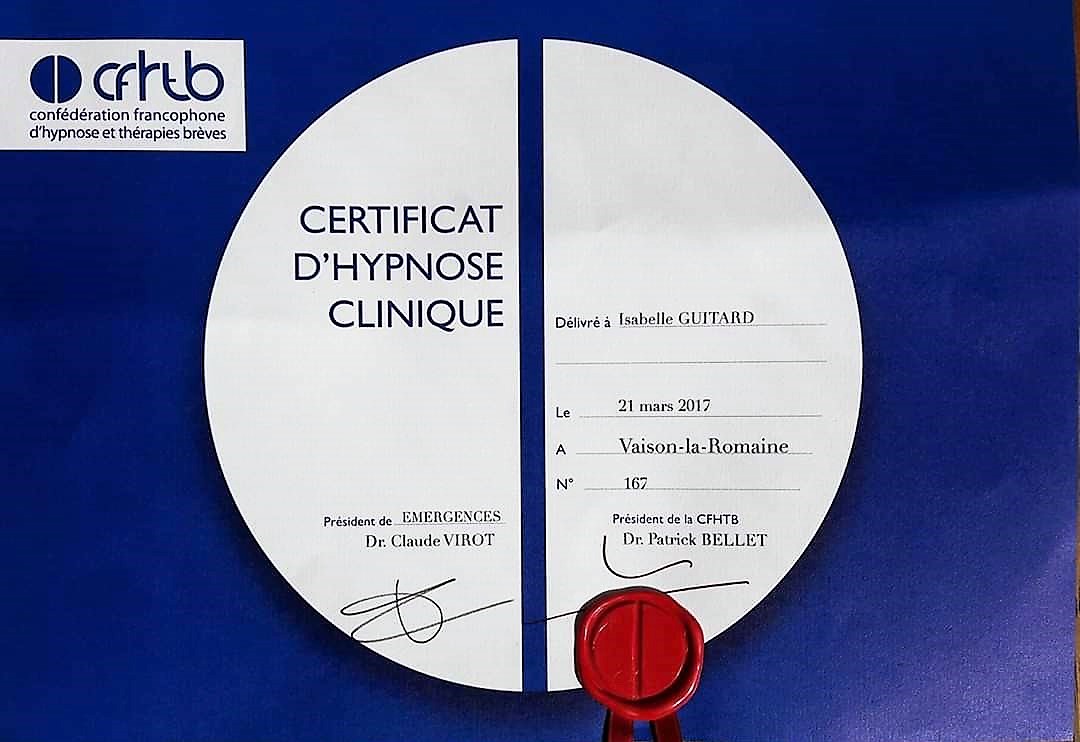 cfhtb
confédération francophone
d'hypnose et thérapies brèves
CERTIFICAT
D'HYPNOSE
CLINIQUE
Président de EMERGENCES
Dr. Claude VIROT
Délivré à Isabelle GUITARD
Le 21 mars 2017
A Vaison-la-Romaine
N° 167
Président de la CFHTB
Dr. Patrick BELLET